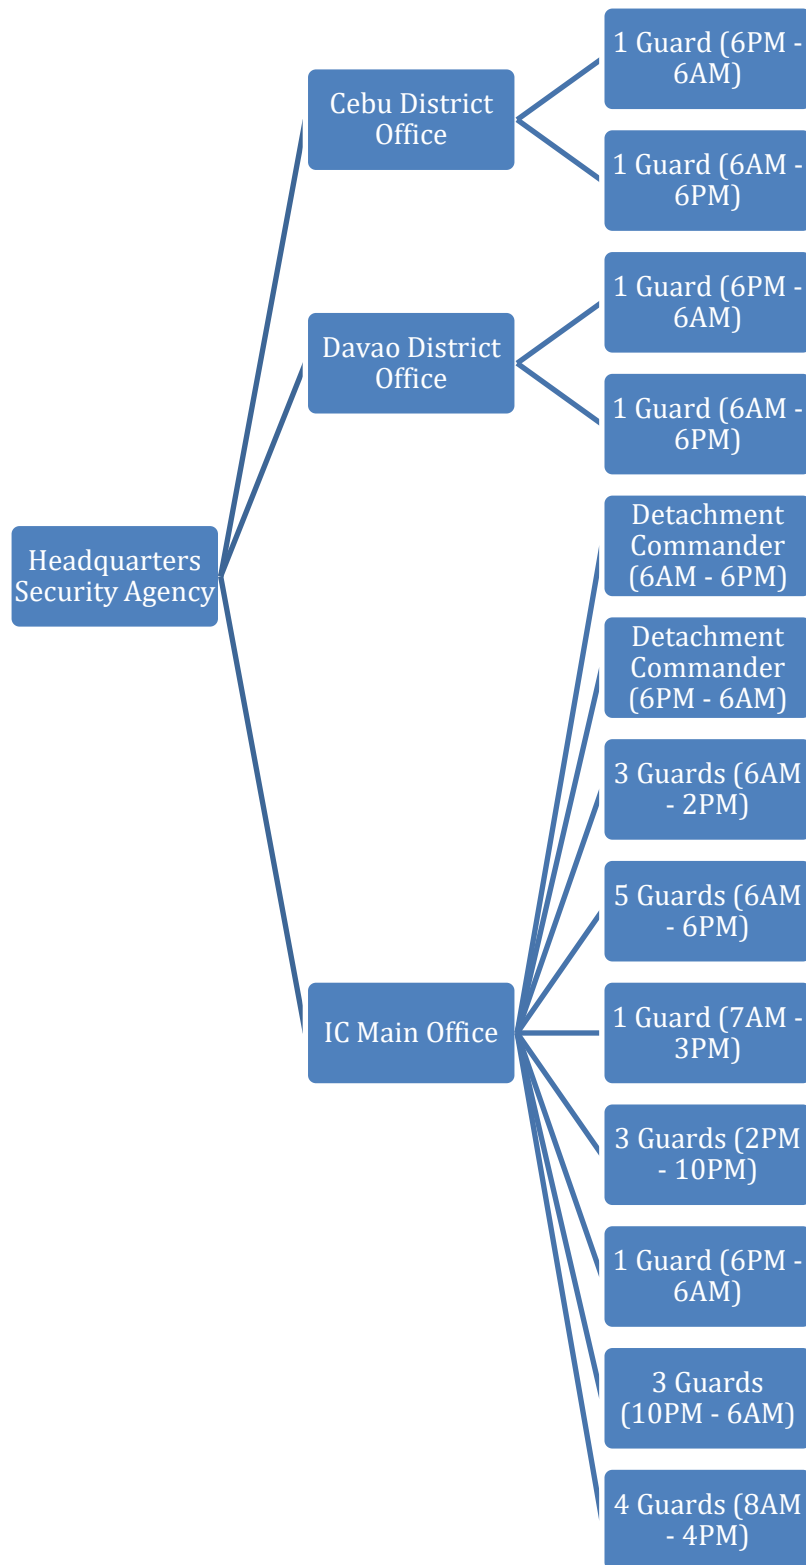 1 Guard (6PM -
6AM)
Cebu District
Office
1 Guard (6AM -
6PM)
1 Guard (6PM -
6AM)
Davao District
Office
1 Guard (6AM -
6PM)
Headquarters
Security Agency
Detachment
Commander
(6AM - 6PM)
Detachment
Commander
(6PM - 6AM)
3 Guards (6AM
- 2PM)
5 Guards (6AM
- 6PM)
IC Main Office
1 Guard (7AM -
3PM)
3 Guards (2PM
- 10PM)
1 Guard (6PM -
6AM)
3 Guards
(10PM - 6AM)
4 Guards (8AM
- 4PM)